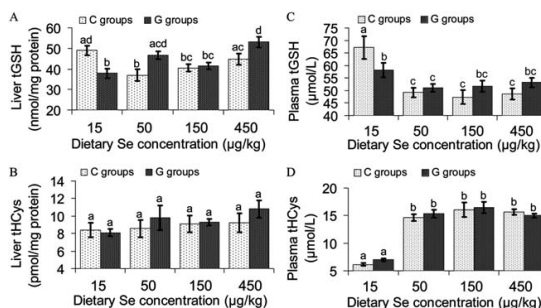 A
C groups
G groups
Liver tGSH
(nmol/mg protein)
60
50
40
30
20
ad
b
b
acd
bc
bc
ac
d
15
50
150
450
Dietary Se concentration (µg/kg)
C
C groups
G groups
Plasma tGSH
(µmol/L)
75
70
65
60
55
50
45
40
a
b
c
c
c
bc
c
bc
15
50
150
450
Dietary Se concentration (µg/kg)
B
C groups
G groups
Liver tHCys
(pmol/mg protein)
14
12
10
8
6
4
a
a
a
a
a
a
a
a
15
50
150
450
Dietary Se concentration (µg/kg)
D
C groups
G groups
Plasma tHCys
(µmol/L)
20
15
10
5
a
a
b
b
b
b
b
b
15
50
150
450
Dietary Se concentration (µg/kg)